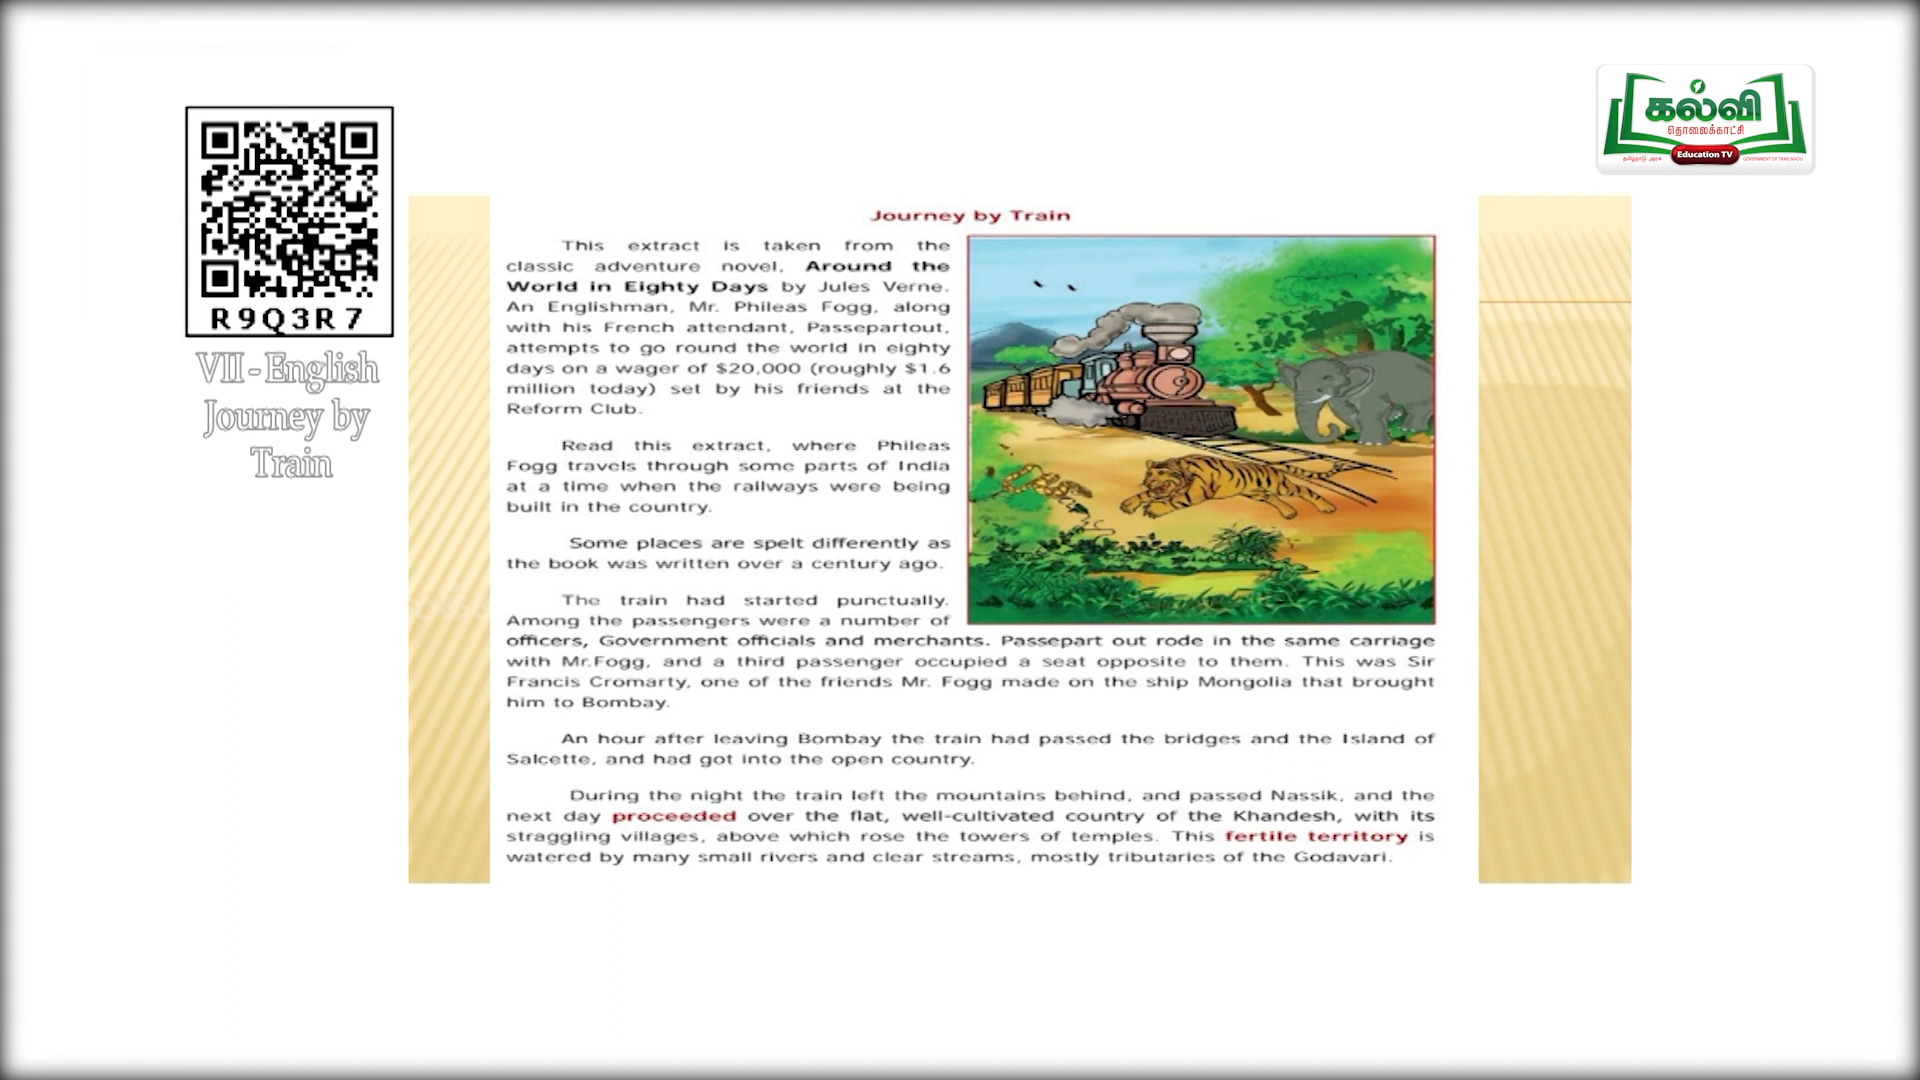 கல்வி
தொலைக்காட்சி
தமிழ்நாடு அரசு
Education TV
GOVERNMENT OF TAMILNADU
R9Q3R7
VII - English
Journey by
Train
Journey by Train
This extract is taken from the
classic adventure novel, Around the
World in Eighty Days by Jules Verne.
An Englishman, Mr. Phileas Fogg, along
with his French attendant, Passepartout,
attempts to go round the world in eighty
days on a wager of $20,000 (roughly $1.6
million today) set by his friends at the
Reform Club.
Read this extract, where Phileas
Fogg travels through some parts of India
at a time when the railways were being
built in the country.
Some places are spelt differently as
the book was written over a century ago.
The train had started punctually.
Among the passengers were a number of
officers, Government officials and merchants. Passepart out rode in the same carriage
with Mr.Fogg, and a third passenger occupied a seat opposite to them. This was Sir
Francis Cromarty, one of the friends Mr. Fogg made on the ship Mongolia that brought
him to Bombay.
An hour after leaving Bombay the train had passed the bridges and the Island of
Salcette, and had got into the open country.
During the night the train left the mountains behind, and passed Nassik, and the
next day proceeded over the flat, well-cultivated country of the Khandesh, with its
straggling villages, above which rose the towers of temples. This fertile territory is
watered by many small rivers and clear streams, mostly tributaries of the Godavari.